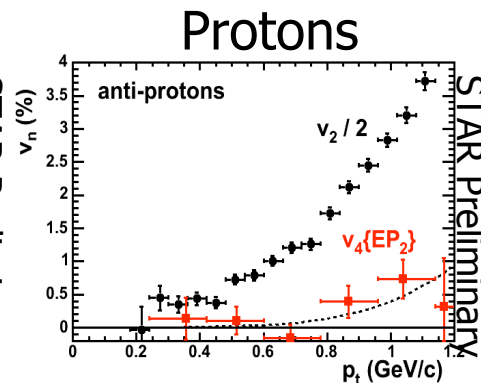 Protons
anti-protons
v2 / 2
v4{EP2}
vn (%)
4
3.5
3
2.5
2
1.5
1
0.5
0
0
0.2
0.4
0.6
0.8
1
1.2
pt (GeV/c)
STAR Preliminary